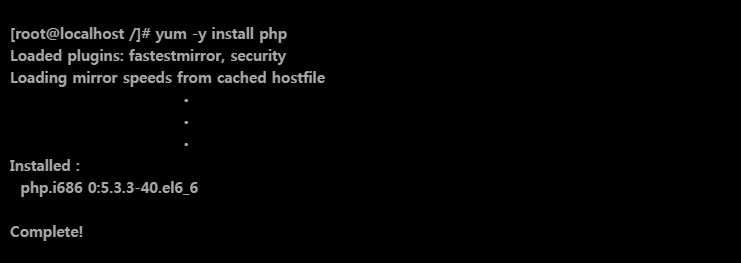 [root@localhost /]# yum -y install php
Loaded plugins: fastestmirror, security
Loading mirror speeds from cached hostfile
.
.
.
Installed :
php.i686 0:5.3.3-40.el6_6
Complete!